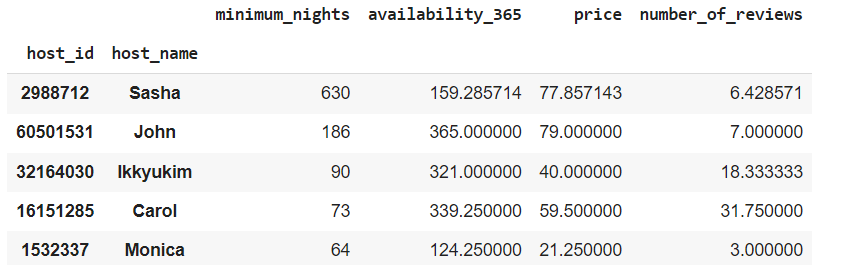 minimum_nights availability_365 price number_of_reviews
host_id host_name
2988712 Sasha 630 159.285714 77.857143 6.428571
60501531 John 186 365.000000 79.000000 7.000000
32164030 Ikkyukim 90 321.000000 40.000000 18.333333
16151285 Carol 73 339.250000 59.500000 31.750000
1532337 Monica 64 124.250000 21.250000 3.000000